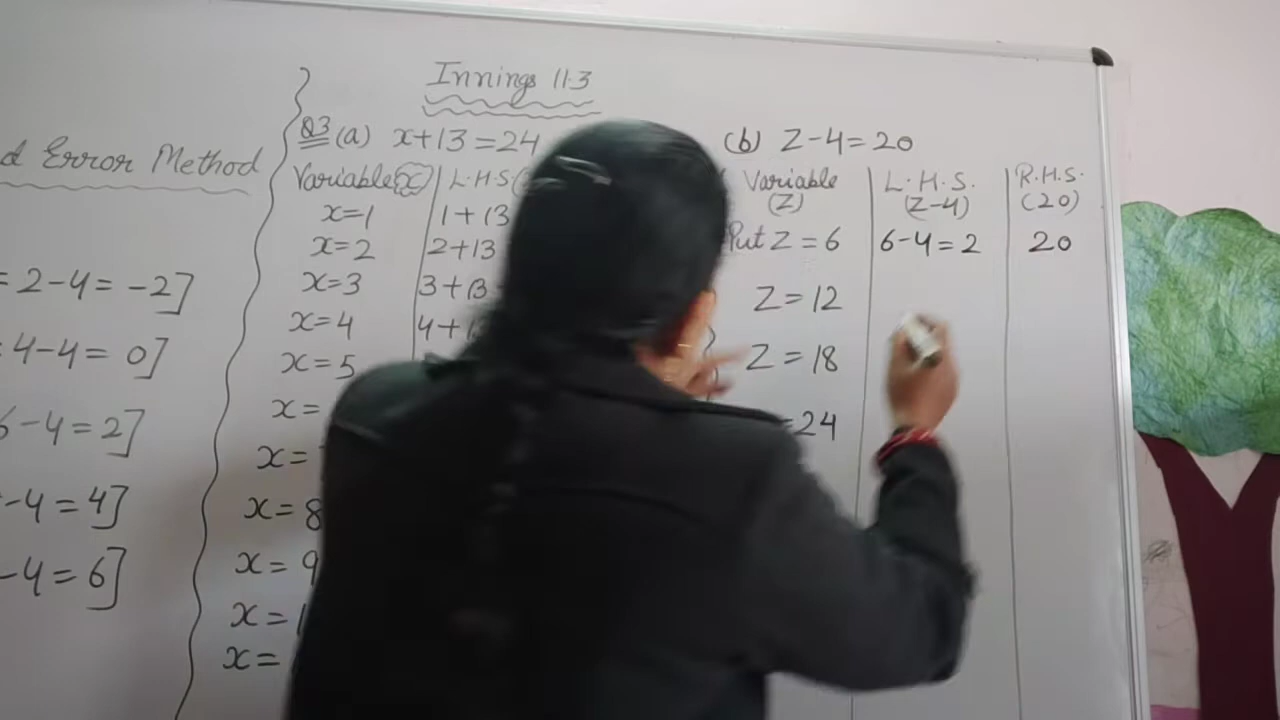 d Error Method
= 2-4 = -2]
4-4 = 0]
6-4 = 2]
-4 = 4]
-4 = 6]
Innings 11.3
Q3 (a) x+13=24
Variable(x) L.H.S(
x=1 1+13
x=2 2+13
x=3 3+13
x=4 4+1
x=5
x=
x=
x=8
x=9
x=1
x=
(b) Z-4=20
Variable (Z) L.H.S. (Z-4) R.H.S. (20)
Put Z=6 6-4=2 20
Z=12
Z=18
=24